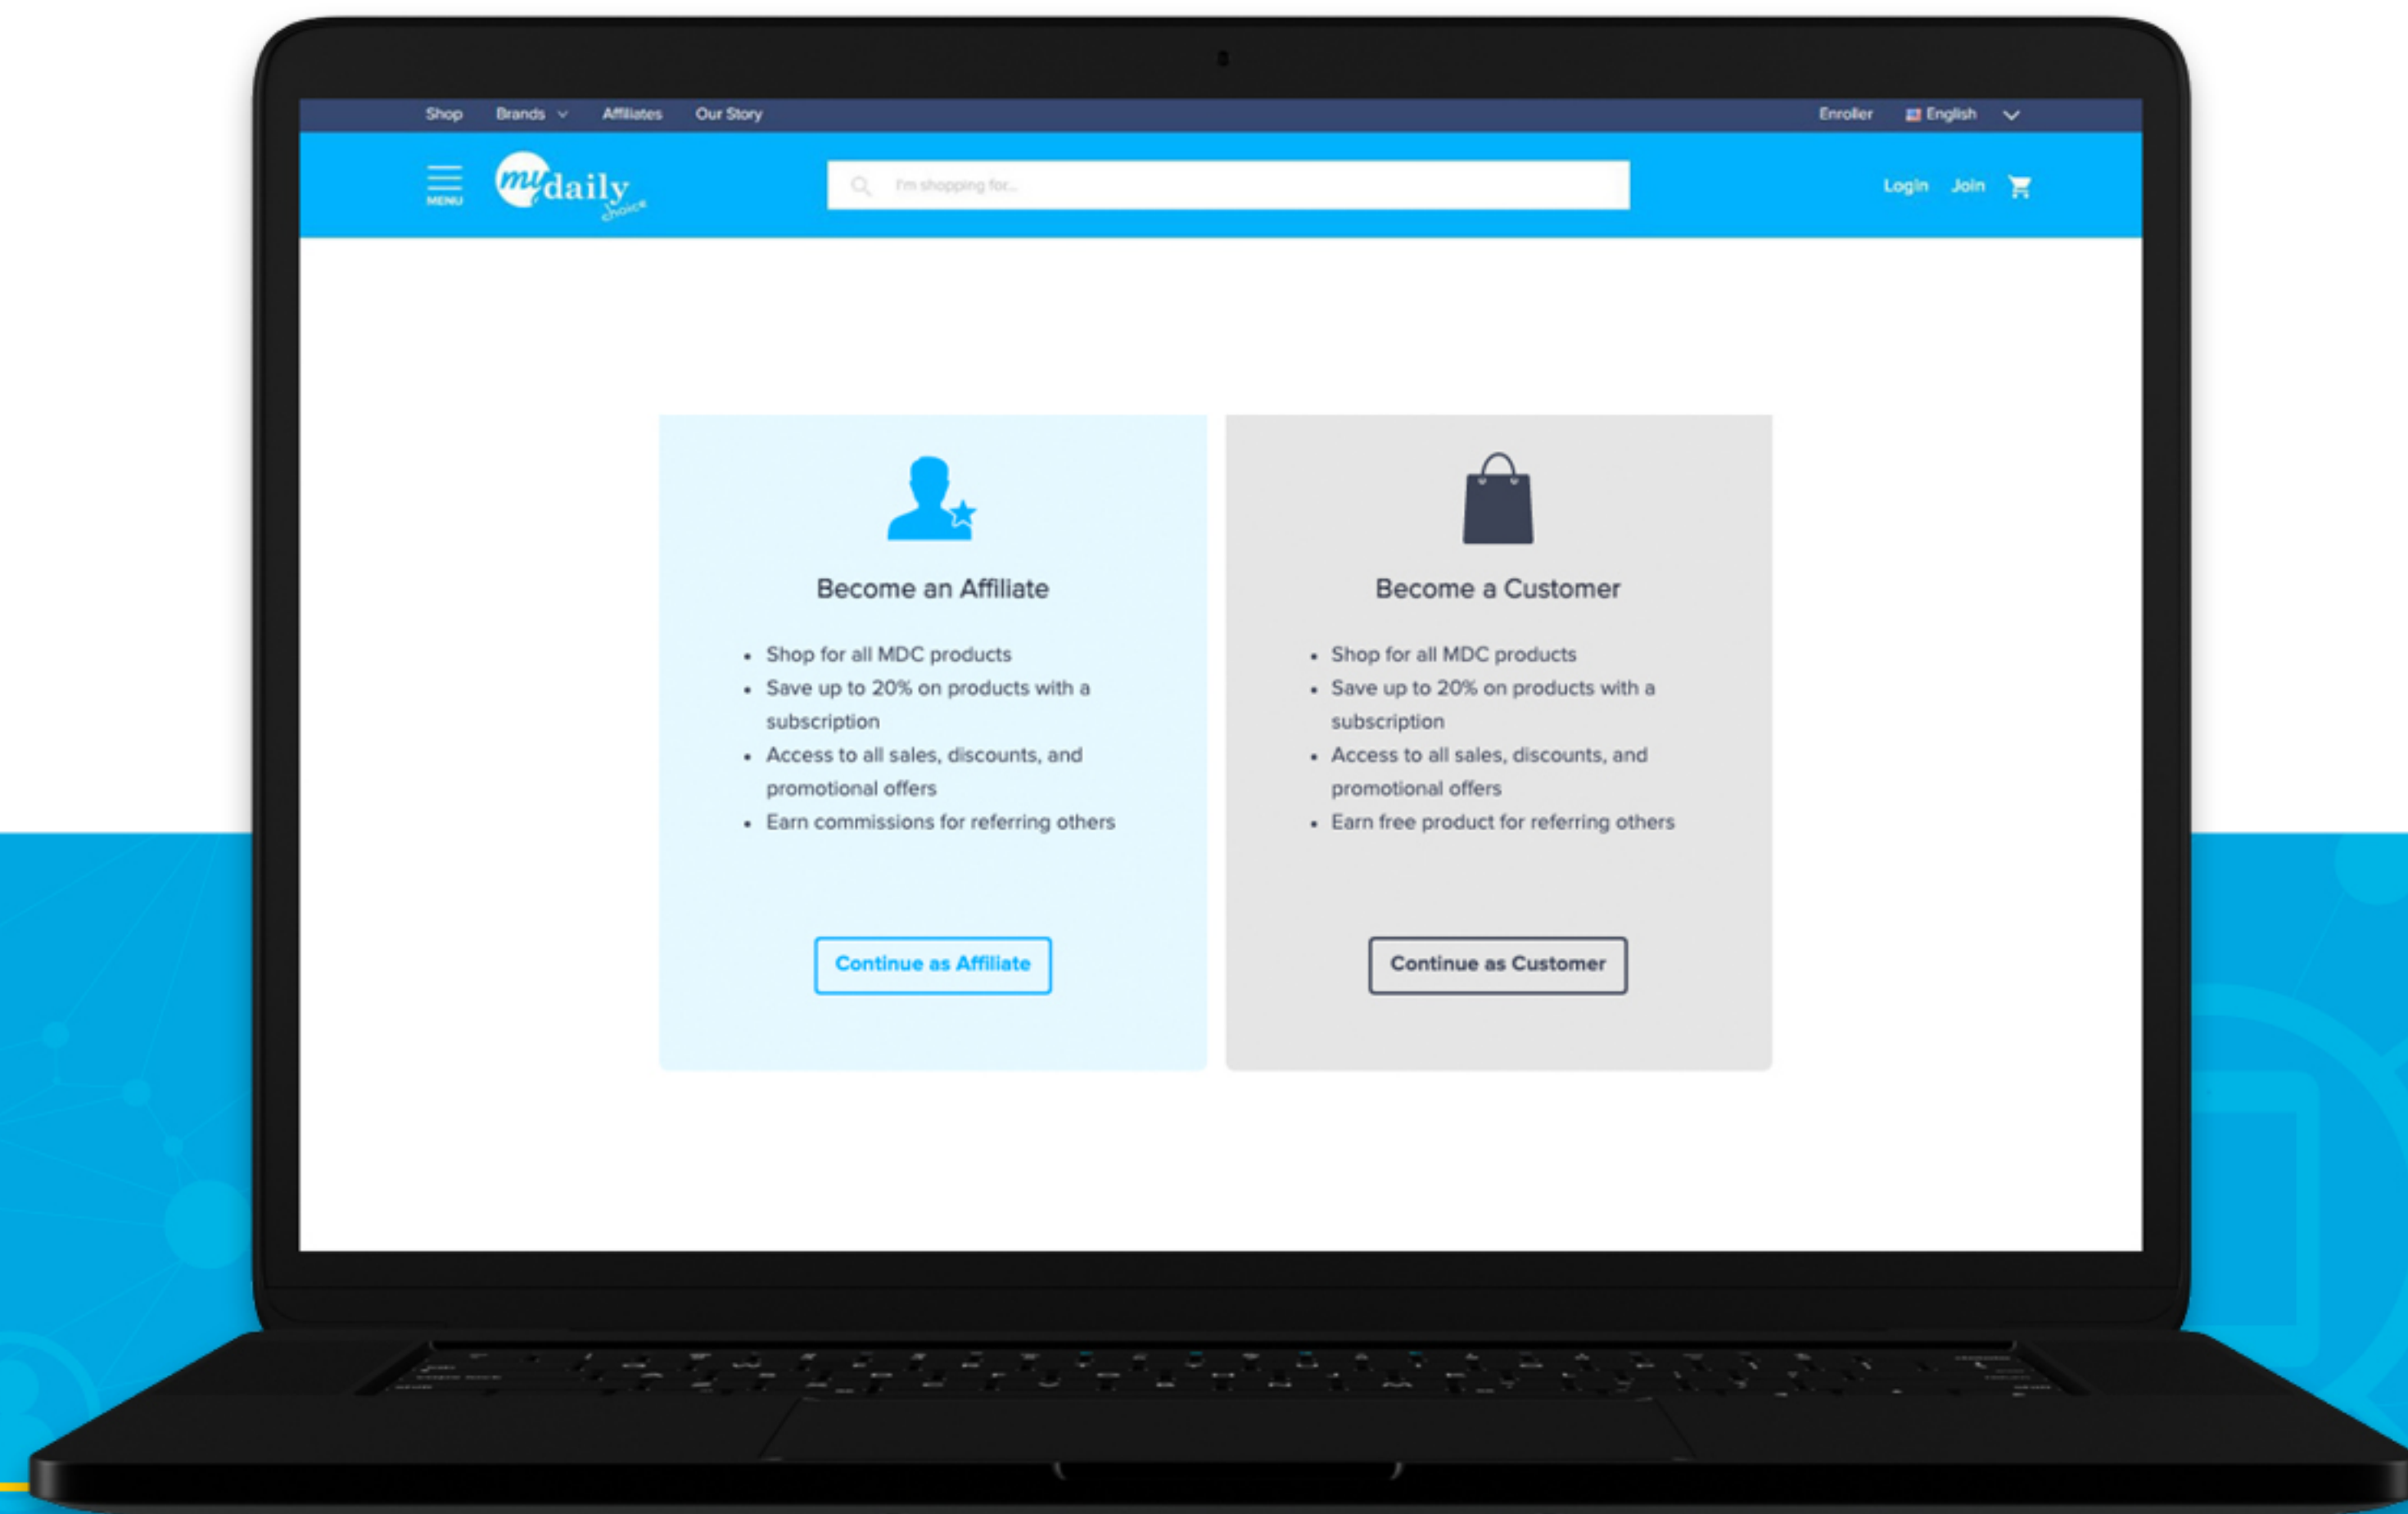 Shop Brands Affiliates Our Story Enroller English
MENU
my daily choice
I'm shopping for...
Login Join
Become an Affiliate
Shop for all MDC products
Save up to 20% on products with a
subscription
Access to all sales, discounts, and
promotional offers
Earn commissions for referring others
Continue as Affiliate
Become a Customer
Shop for all MDC products
Save up to 20% on products with a
subscription
Access to all sales, discounts, and
promotional offers
Earn free product for referring others
Continue as Customer